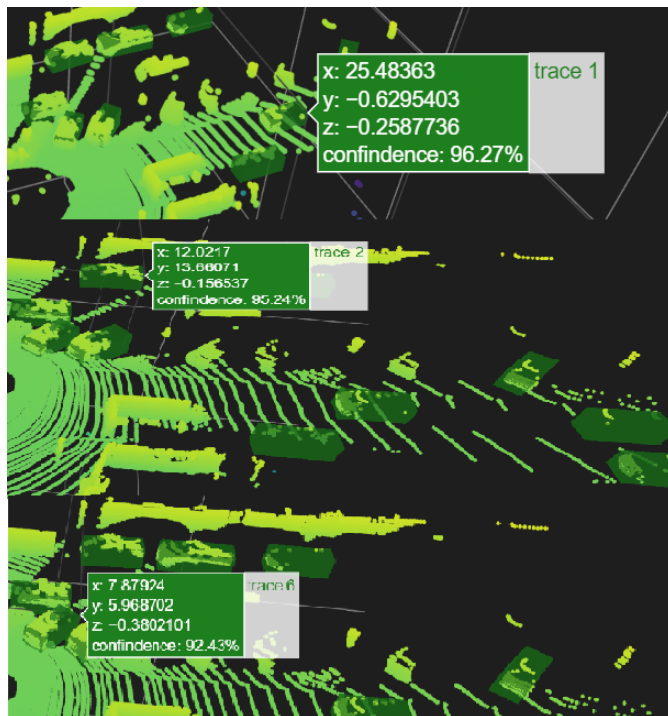 x: 25.48363
trace 1
y: −0.6295403
z: −0.2587736
confindence: 96.27%
x: 12.0217
trace 2
y: 13.66071
z: −0.156537
confindence: 95.24%
x: 7.87924
trace 6
y: 5.968702
z: −0.3802101
confindence: 92.43%